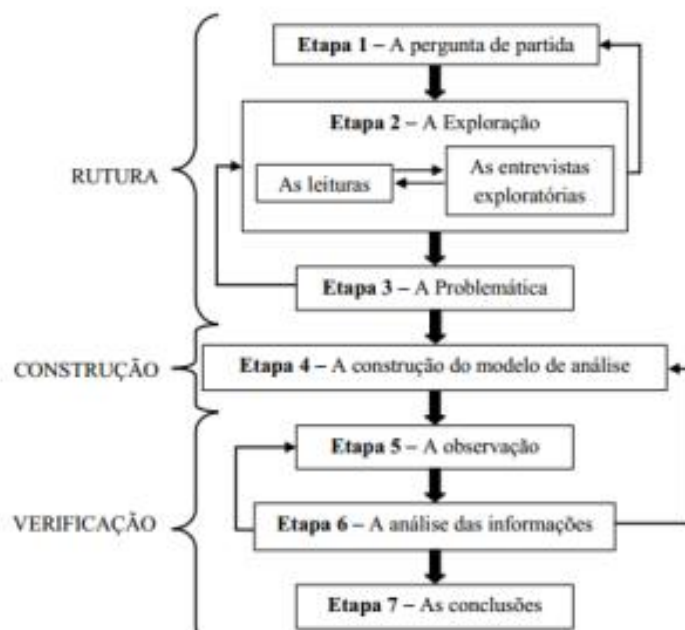 Etapa 1 – A pergunta de partida
Etapa 2 – A Exploração
As leituras
As entrevistas
exploratórias
RUTURA
Etapa 3 – A Problemática
CONSTRUÇÃO
Etapa 4 – A construção do modelo de análise
Etapa 5 – A observação
VERIFICAÇÃO
Etapa 6 – A análise das informações
Etapa 7 – As conclusões